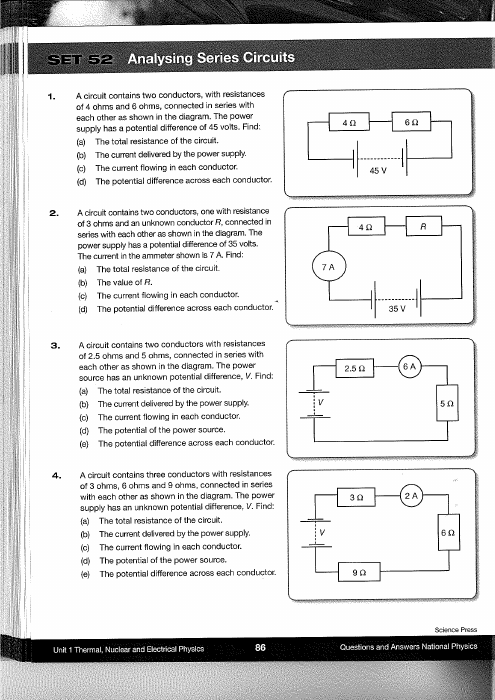 SET 52 Analysing Series Circuits
1. A circuit contains two conductors, with resistances
of 4 ohms and 6 ohms, connected in series with
each other as shown in the diagram. The power
supply has a potential difference of 45 volts. Find:
(a) The total resistance of the circuit.
(b) The current delivered by the power supply.
(c) The current flowing in each conductor.
(d) The potential difference across each conductor.
4 Ω
6 Ω
45 V
2. A circuit contains two conductors, one with resistance
of 3 ohms and an unknown conductor R, connected in
series with each other as shown in the diagram. The
power supply has a potential difference of 35 volts.
The current in the ammeter shown is 7 A. Find:
(a) The total resistance of the circuit.
(b) The value of R.
(c) The current flowing in each conductor.
(d) The potential difference across each conductor.
4 Ω
R
7 A
35 V
3. A circuit contains two conductors with resistances
of 2.5 ohms and 5 ohms, connected in series with
each other as shown in the diagram. The power
source has an unknown potential difference, V. Find:
(a) The total resistance of the circuit.
(b) The current delivered by the power supply.
(c) The current flowing in each conductor.
(d) The potential of the power source.
(e) The potential difference across each conductor.
2.5 Ω
6 A
V
5 Ω
4. A circuit contains three conductors with resistances
of 3 ohms, 6 ohms and 9 ohms, connected in series
with each other as shown in the diagram. The power
supply has an unknown potential difference, V. Find:
(a) The total resistance of the circuit.
(b) The current delivered by the power supply.
(c) The current flowing in each conductor.
(d) The potential of the power source.
(e) The potential difference across each conductor.
3 Ω
2 A
V
6 Ω
9 Ω
Science Press
Unit 1 Thermal, Nuclear and Electrical Physics
86
Questions and Answers National Physics